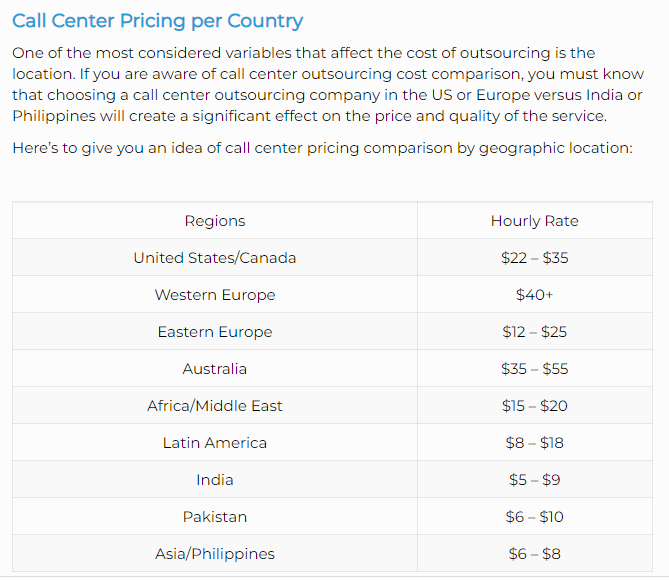 Call Center Pricing per Country
One of the most considered variables that affect the cost of outsourcing is the
location. If you are aware of call center outsourcing cost comparison, you must know
that choosing a call center outsourcing company in the US or Europe versus India or
Philippines will create a significant effect on the price and quality of the service.
Here’s to give you an idea of call center pricing comparison by geographic location:
Regions Hourly Rate
United States/Canada $22 – $35
Western Europe $40+
Eastern Europe $12 – $25
Australia $35 – $55
Africa/Middle East $15 – $20
Latin America $8 – $18
India $5 – $9
Pakistan $6 – $10
Asia/Philippines $6 – $8